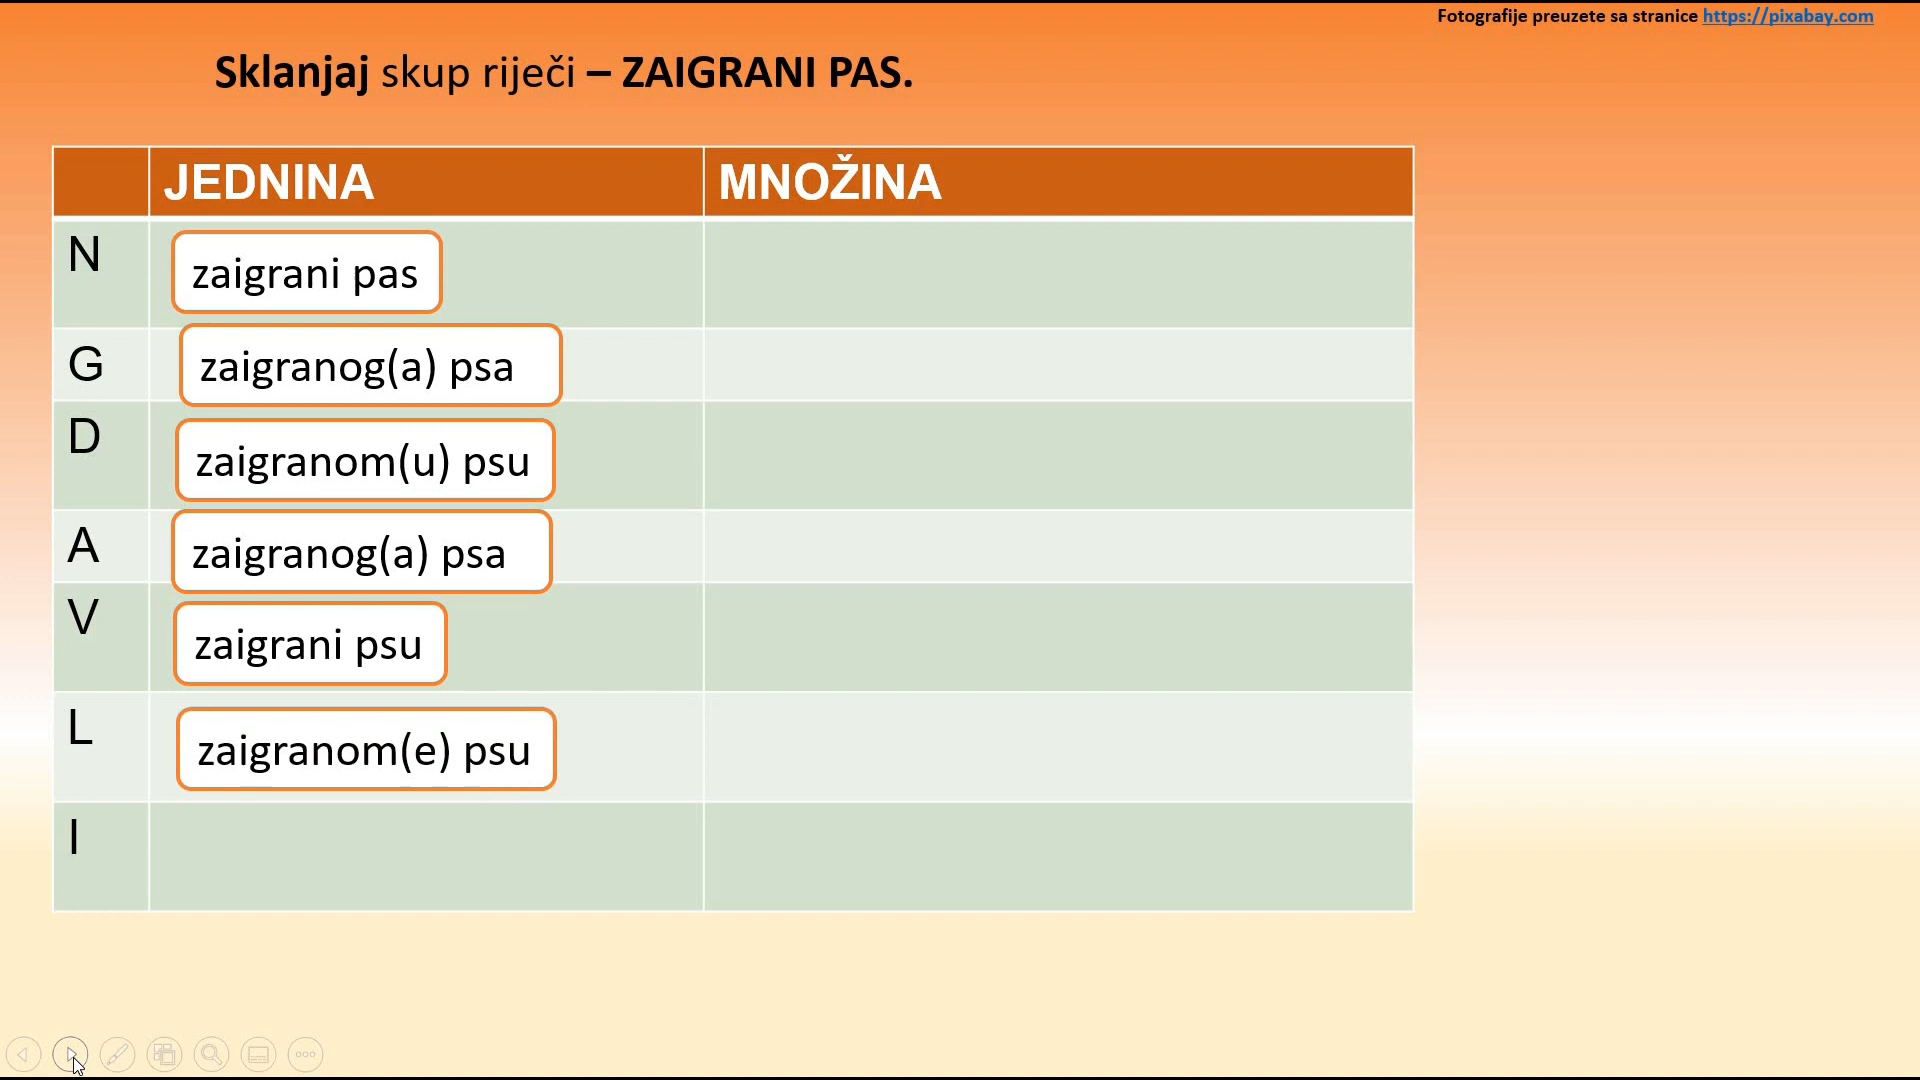 Fotografije preuzete sa stranice https://pixabay.com
Sklanjaj skup riječi – ZAIGRANI PAS.
JEDNINA MNOŽINA
N zaigrani pas
G zaigranog(a) psa
D zaigranom(u) psu
A zaigranog(a) psa
V zaigrani psu
L zaigranom(e) psu
I